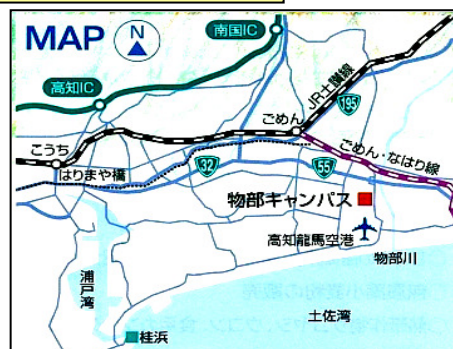 MAP
N
南国IC
高知IC
JR土讃線
195
ごめん
こうち
はりまや橋
32
55
ごめん・なはり線
物部キャンパス
高知龍馬空港
物部川
浦戸湾
土佐湾
桂浜